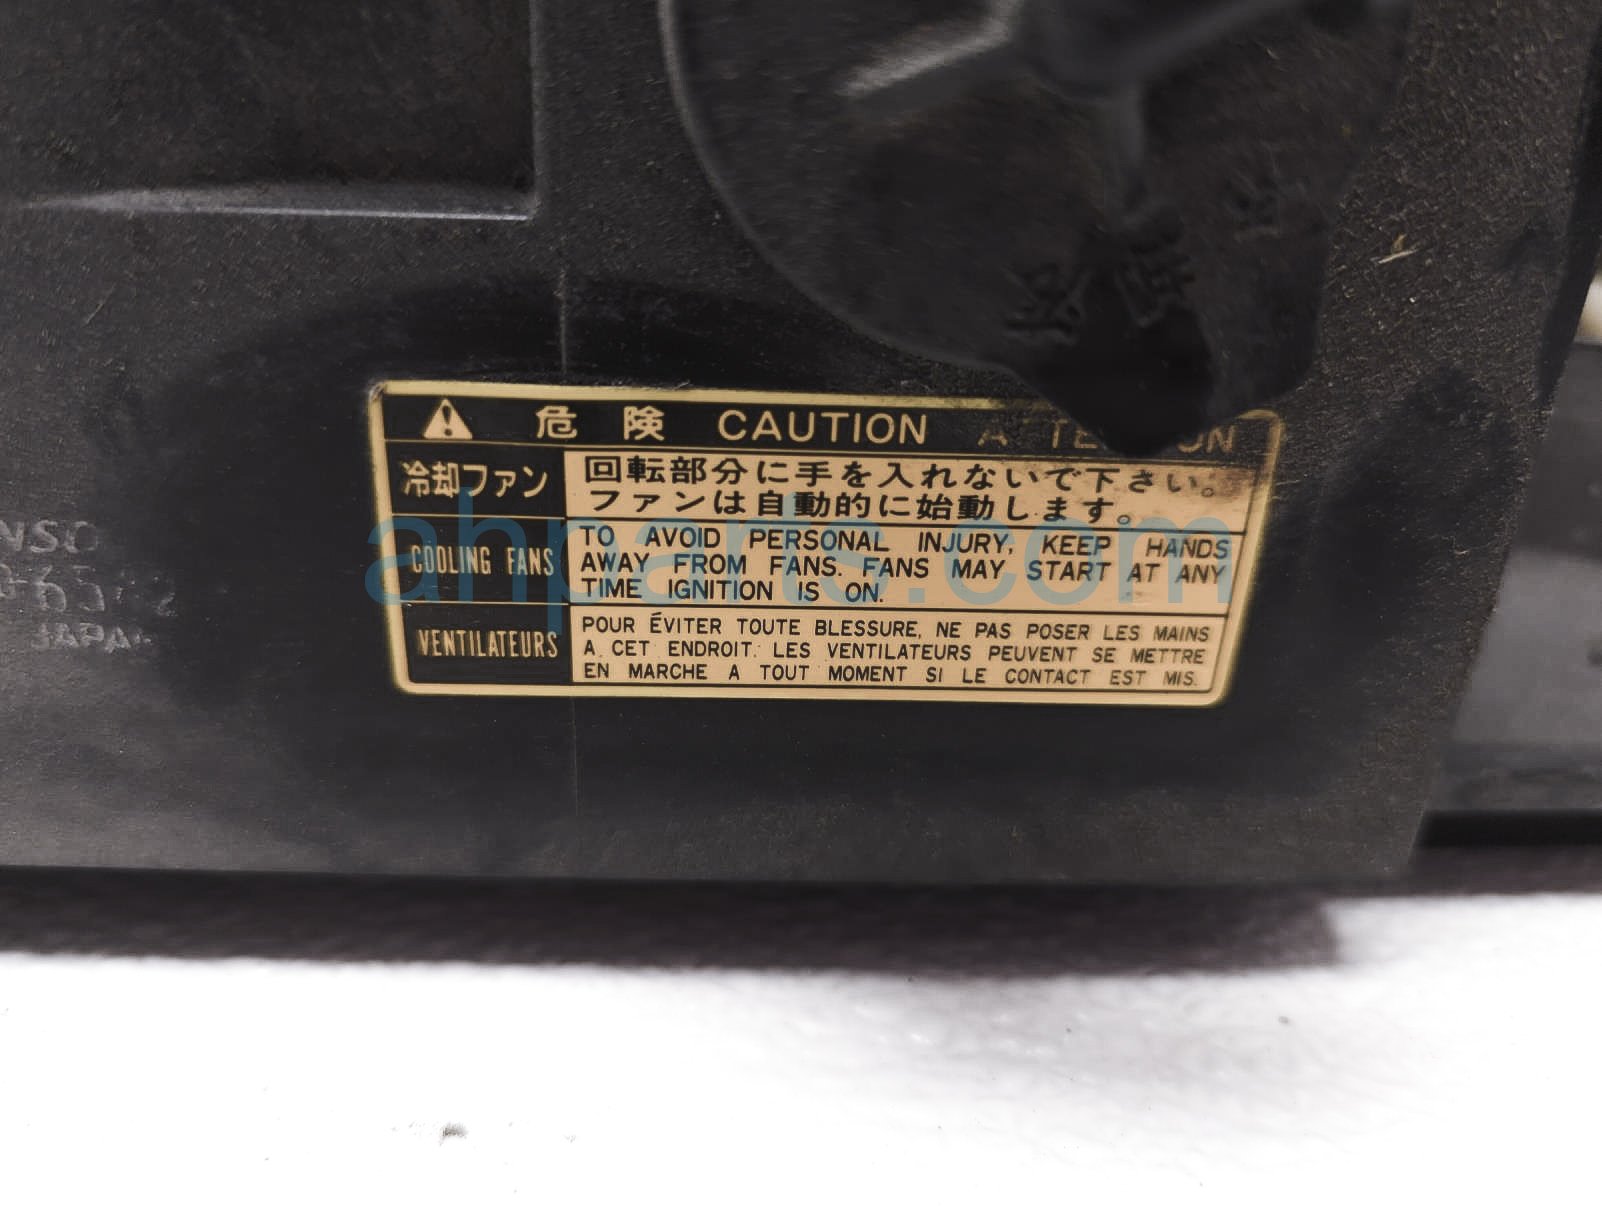 危険 CAUTION
冷却ファン
回転部分に手を入れないで下さい。
ファンは自動的に始動します。
COOLING FANS
TO AVOID PERSONAL INJURY, KEEP HANDS
AWAY FROM FANS. FANS MAY START AT ANY
TIME IGNITION IS ON.
VENTILATEURS
POUR ÉVITER TOUTE BLESSURE, NE PAS POSER LES MAINS
A CET ENDROIT. LES VENTILATEURS PEUVENT SE METTRE
EN MARCHE A TOUT MOMENT SI LE CONTACT EST MIS.
ahparts.com